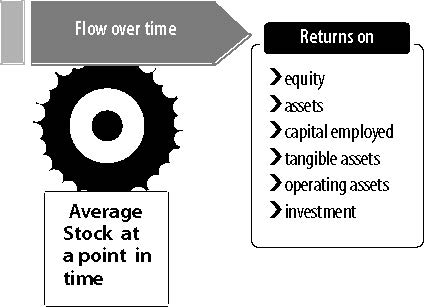 Flow over time
Returns on
equity
assets
capital employed
tangible assets
operating assets
investment
Average
Stock at
a point in
time